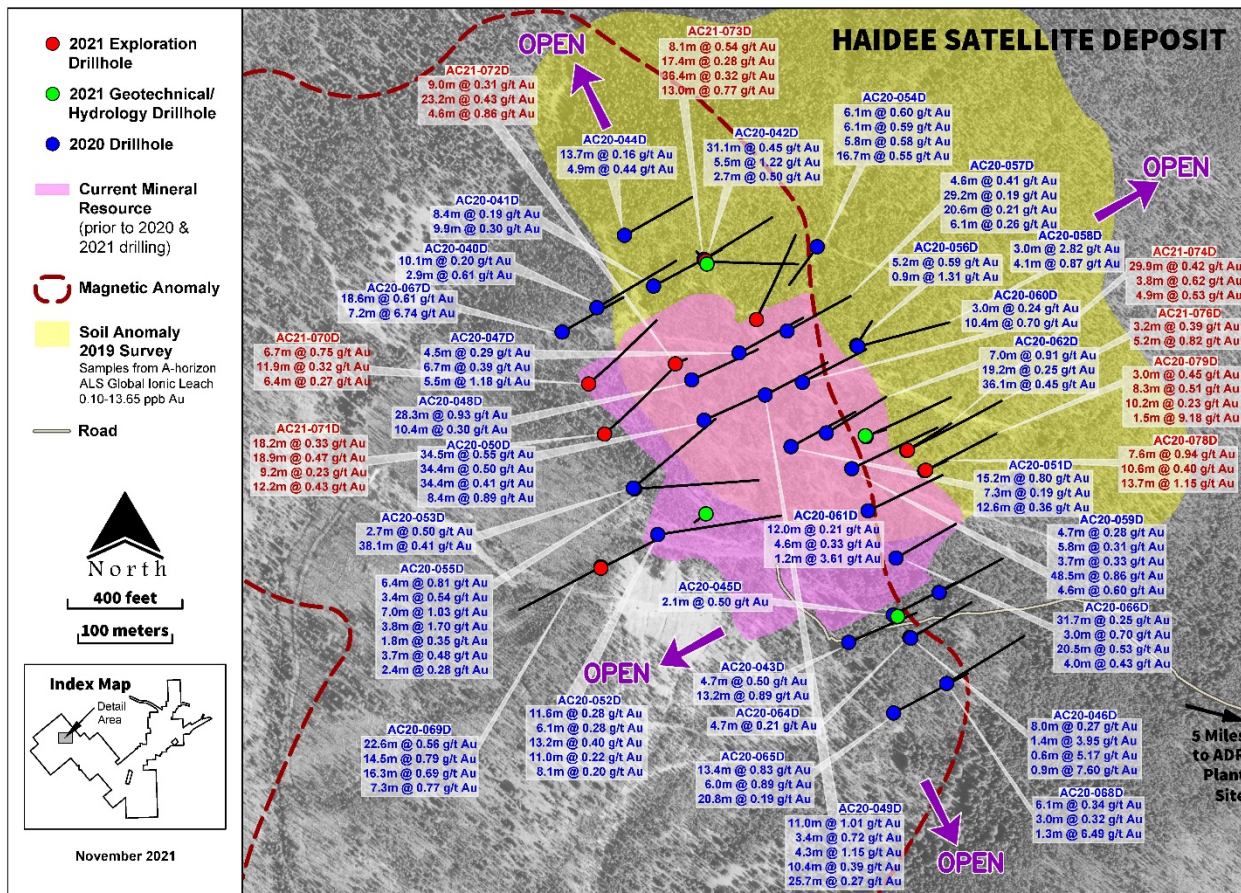 2021 Exploration
Drillhole
2021 Geotechnical/
Hydrology Drillhole
2020 Drillhole
Current Mineral
Resource
(prior to 2020 &
2021 drilling)
Magnetic Anomaly
Soil Anomaly
2019 Survey
Samples from A-horizon
ALS Global Ionic Leach
0.10-13.65 ppb Au
Road
North
400 feet
100 meters
Index Map
Detail
Area
November 2021
HAIDEE SATELLITE DEPOSIT
OPEN
AC21-073D
8.1m @ 0.54 g/t Au
17.4m @ 0.28 g/t Au
36.4m @ 0.32 g/t Au
13.0m @ 0.77 g/t Au
AC21-072D
9.0m @ 0.31 g/t Au
23.2m @ 0.43 g/t Au
4.6m @ 0.86 g/t Au
AC20-054D
6.1m @ 0.60 g/t Au
6.1m @ 0.59 g/t Au
5.8m @ 0.58 g/t Au
16.7m @ 0.55 g/t Au
AC20-044D
13.7m @ 0.16 g/t Au
4.9m @ 0.44 g/t Au
AC20-042D
31.1m @ 0.45 g/t Au
5.5m @ 1.22 g/t Au
2.7m @ 0.50 g/t Au
AC20-057D
4.6m @ 0.41 g/t Au
29.2m @ 0.19 g/t Au
20.6m @ 0.21 g/t Au
6.1m @ 0.26 g/t Au
OPEN
AC20-041D
8.4m @ 0.19 g/t Au
9.9m @ 0.30 g/t Au
AC20-040D
10.1m @ 0.20 g/t Au
2.9m @ 0.61 g/t Au
AC20-067D
18.6m @ 0.61 g/t Au
7.2m @ 6.74 g/t Au
AC20-056D
5.2m @ 0.59 g/t Au
0.9m @ 1.31 g/t Au
AC20-058D
3.0m @ 2.82 g/t Au
4.1m @ 0.87 g/t Au
AC21-074D
29.9m @ 0.42 g/t Au
3.8m @ 0.62 g/t Au
4.9m @ 0.53 g/t Au
AC20-060D
3.0m @ 0.24 g/t Au
10.4m @ 0.70 g/t Au
AC21-076D
3.2m @ 0.39 g/t Au
5.2m @ 0.82 g/t Au
AC21-070D
6.7m @ 0.75 g/t Au
11.9m @ 0.32 g/t Au
6.4m @ 0.27 g/t Au
AC20-047D
4.5m @ 0.29 g/t Au
6.7m @ 0.39 g/t Au
5.5m @ 1.18 g/t Au
AC20-062D
7.0m @ 0.91 g/t Au
19.2m @ 0.25 g/t Au
36.1m @ 0.45 g/t Au
AC20-079D
3.0m @ 0.45 g/t Au
8.3m @ 0.51 g/t Au
10.2m @ 0.23 g/t Au
1.5m @ 9.18 g/t Au
AC20-048D
28.3m @ 0.93 g/t Au
10.4m @ 0.30 g/t Au
AC21-071D
18.2m @ 0.33 g/t Au
18.9m @ 0.47 g/t Au
9.2m @ 0.23 g/t Au
12.2m @ 0.43 g/t Au
AC20-050D
34.5m @ 0.55 g/t Au
34.4m @ 0.50 g/t Au
34.4m @ 0.41 g/t Au
8.4m @ 0.89 g/t Au
AC20-078D
7.6m @ 0.94 g/t Au
10.6m @ 0.40 g/t Au
13.7m @ 1.15 g/t Au
AC20-051D
15.2m @ 0.80 g/t Au
7.3m @ 0.19 g/t Au
12.6m @ 0.36 g/t Au
AC20-053D
2.7m @ 0.50 g/t Au
38.1m @ 0.41 g/t Au
AC20-061D
12.0m @ 0.21 g/t Au
4.6m @ 0.33 g/t Au
1.2m @ 3.61 g/t Au
AC20-059D
4.7m @ 0.28 g/t Au
5.8m @ 0.31 g/t Au
3.7m @ 0.33 g/t Au
48.5m @ 0.86 g/t Au
4.6m @ 0.60 g/t Au
AC20-055D
6.4m @ 0.81 g/t Au
3.4m @ 0.54 g/t Au
7.0m @ 1.03 g/t Au
3.8m @ 1.70 g/t Au
1.8m @ 0.35 g/t Au
3.7m @ 0.48 g/t Au
2.4m @ 0.28 g/t Au
AC20-045D
2.1m @ 0.50 g/t Au
AC20-066D
31.7m @ 0.25 g/t Au
3.0m @ 0.70 g/t Au
20.5m @ 0.53 g/t Au
4.0m @ 0.43 g/t Au
OPEN
AC20-043D
4.7m @ 0.50 g/t Au
13.2m @ 0.89 g/t Au
AC20-052D
11.6m @ 0.28 g/t Au
6.1m @ 0.28 g/t Au
13.2m @ 0.40 g/t Au
11.0m @ 0.22 g/t Au
8.1m @ 0.20 g/t Au
AC20-064D
4.7m @ 0.21 g/t Au
AC20-069D
22.6m @ 0.56 g/t Au
14.5m @ 0.79 g/t Au
16.3m @ 0.69 g/t Au
7.3m @ 0.77 g/t Au
AC20-046D
8.0m @ 0.27 g/t Au
1.4m @ 3.95 g/t Au
0.6m @ 5.17 g/t Au
0.9m @ 7.60 g/t Au
5 Miles
to ADR
Plant
Site
AC20-065D
13.4m @ 0.83 g/t Au
6.0m @ 0.89 g/t Au
20.8m @ 0.19 g/t Au
AC20-049D
11.0m @ 1.01 g/t Au
3.4m @ 0.72 g/t Au
4.3m @ 1.15 g/t Au
10.4m @ 0.39 g/t Au
25.7m @ 0.27 g/t Au
AC20-068D
6.1m @ 0.34 g/t Au
3.0m @ 0.32 g/t Au
1.3m @ 6.49 g/t Au
OPEN